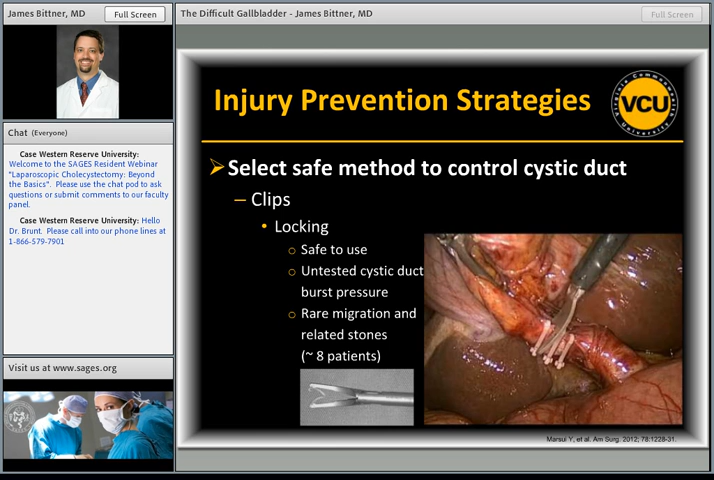 James Bittner, MD
Full Screen
The Difficult Gallbladder - James Bittner, MD
Full Screen
Chat (Everyone)
Case Western Reserve University:
Welcome to the SAGES Resident Webinar
"Laparoscopic Cholecystectomy: Beyond
the Basics". Please use the chat pod to ask
questions or submit comments to our faculty
panel.
Case Western Reserve University: Hello
Dr. Brunt. Please call into our phone lines at
1-866-579-7901
Visit us at www.sages.org
Injury Prevention Strategies
Virginia Commonwealth University
VCU
Select safe method to control cystic duct
– Clips
• Locking
o Safe to use
o Untested cystic duct
burst pressure
o Rare migration and
related stones
(~ 8 patients)
Marsui Y, et al. Am Surg. 2012; 78:1228-31.